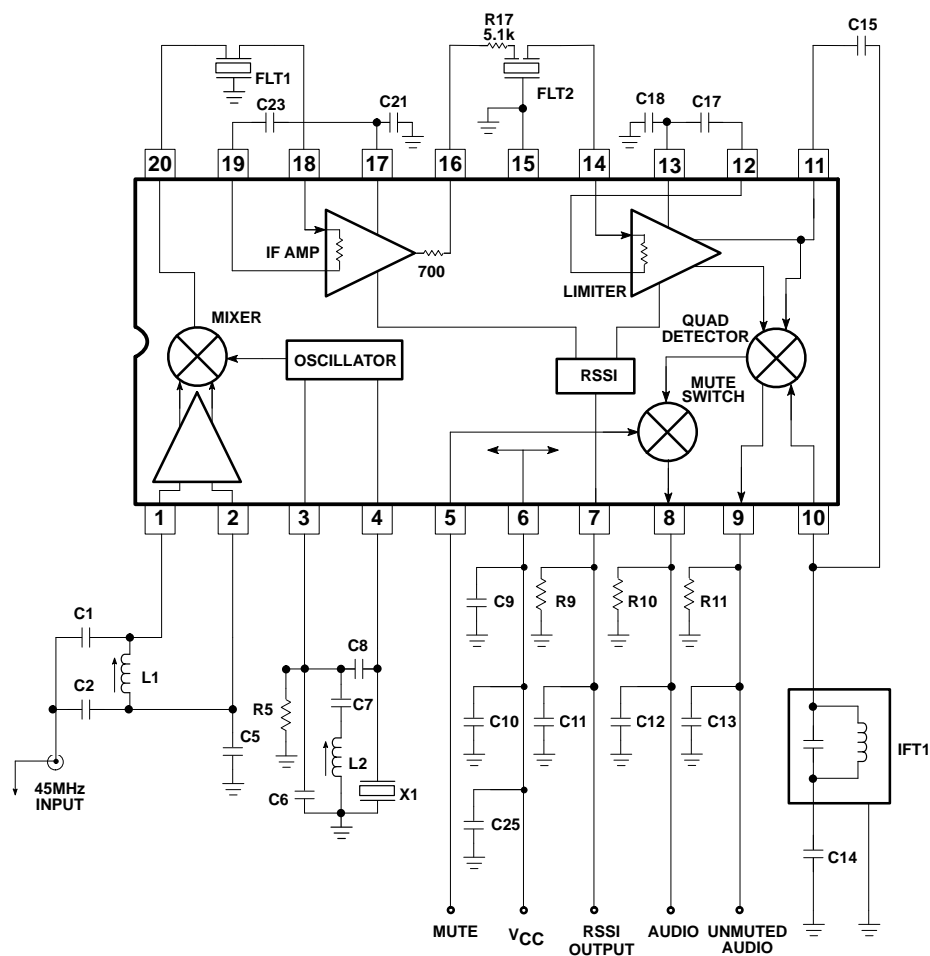 R17
5.1k
C15
FLT1
FLT2
C23
C21
C18
C17
20
19
18
17
16
15
14
13
12
11
IF AMP
700
LIMITER
MIXER
OSCILLATOR
RSSI
QUAD
DETECTOR
MUTE
SWITCH
1
2
3
4
5
6
7
8
9
10
C9
R9
R10
R11
C1
L1
C2
C8
C7
R5
C5
L2
C6
X1
C10
C11
C12
C13
IFT1
45MHz
INPUT
C25
C14
MUTE
VCC
RSSI
OUTPUT
AUDIO
UNMUTED
AUDIO